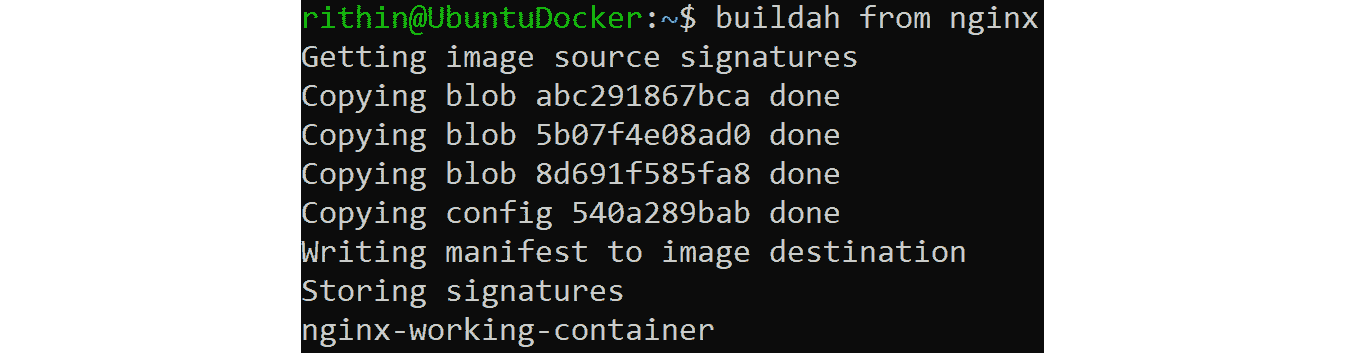 rithin@UbuntuDocker:~$ buildah from nginx
Getting image source signatures
Copying blob abc291867bca done
Copying blob 5b07f4e08ad0 done
Copying blob 8d691f585fa8 done
Copying config 540a289bab done
Writing manifest to image destination
Storing signatures
nginx-working-container